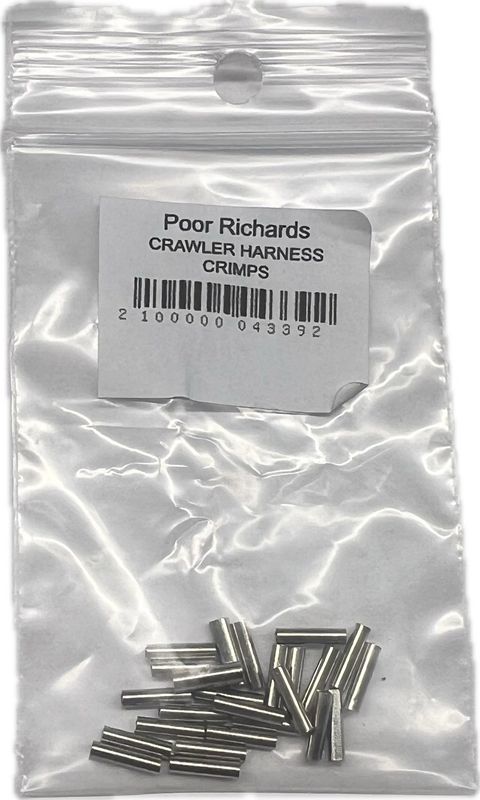 Poor Richards
CRAWLER HARNESS
CRIMPS
2 100000 043392